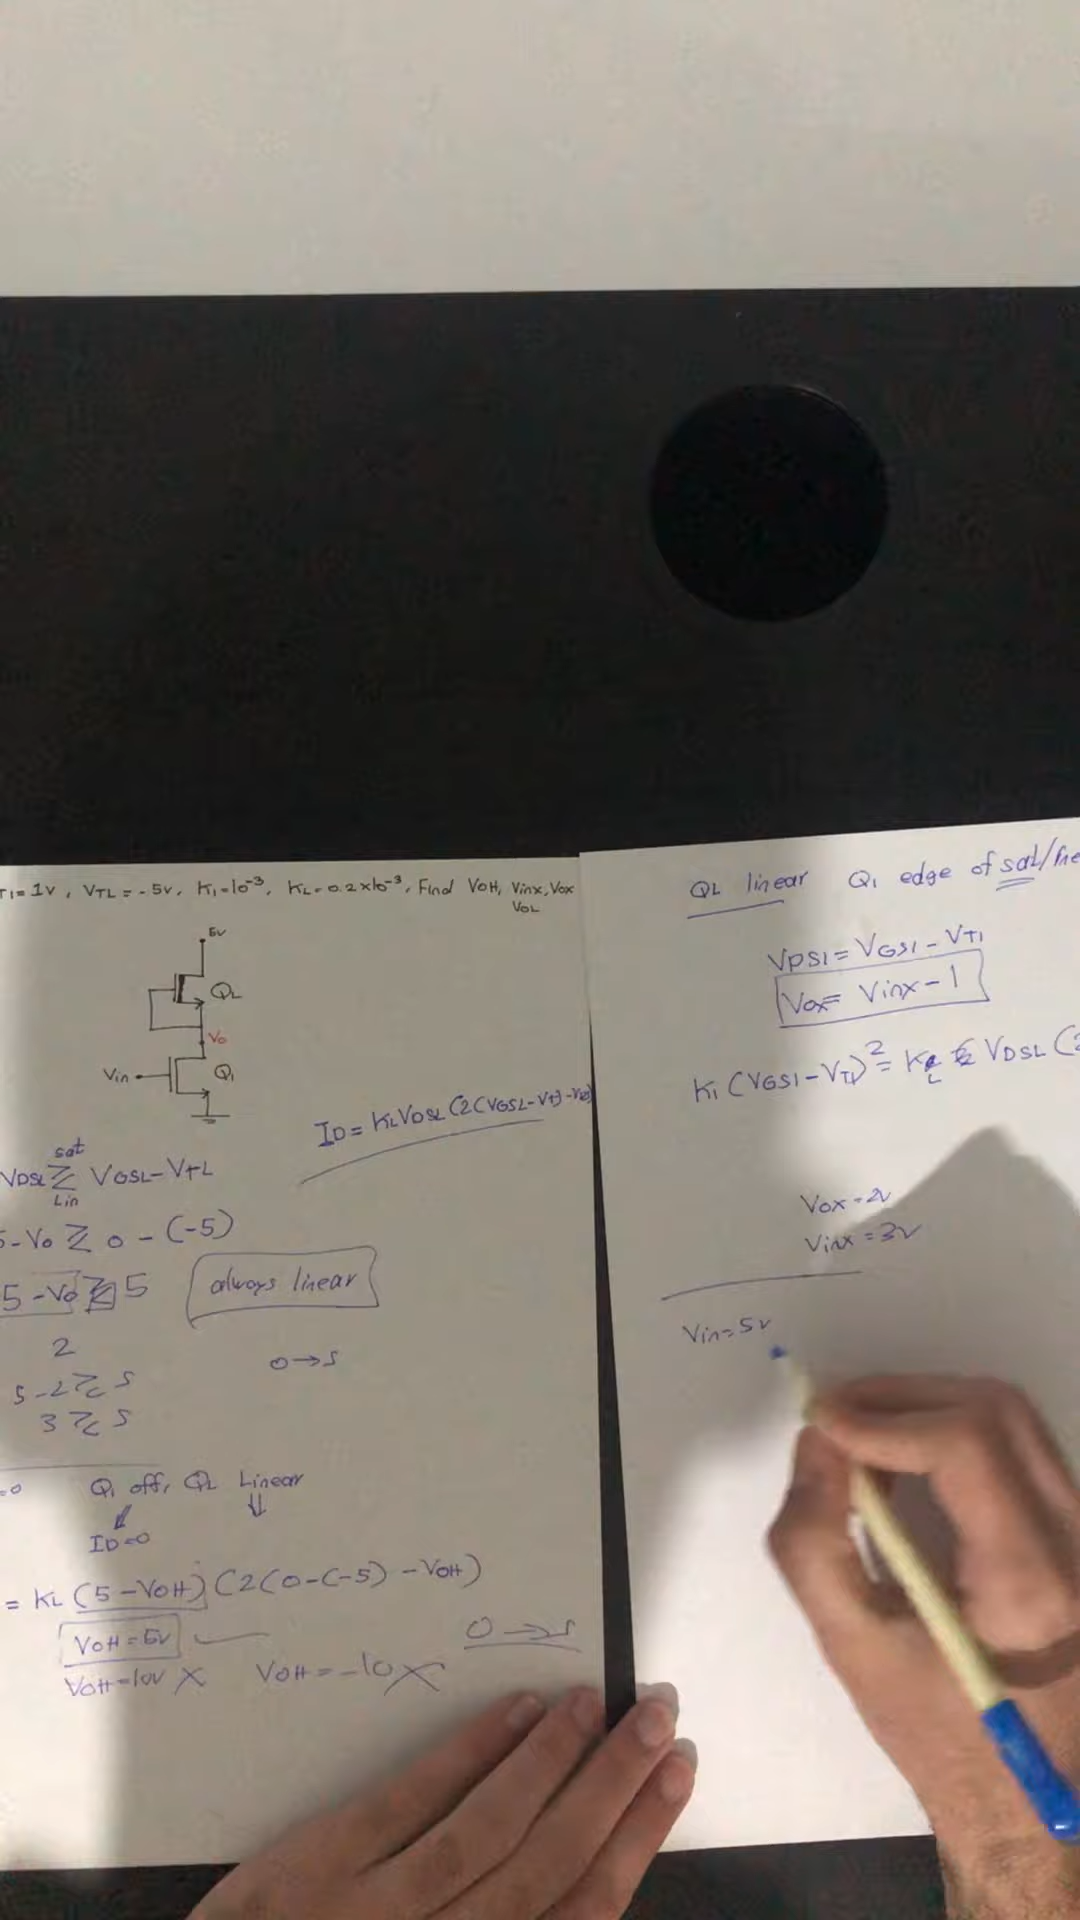 T1=1V, VTL=-5V, K1=10⁻³, KL=0.2x10⁻³, Find VOH, Vinx, Vox
VOL
5V
QL
Vo
Vin
Q1
ID=KLVDSL(2(VGSL-Vt)-
sat
VDSL ≷ VGSL-VtL
Lin
5-Vo ≷ 0-(-5)
5-Vo ≷ 5
always linear
2
0→5
5-2 ≷ 5
3 ≷ 5
=0 Q1 off, QL Linear
ID=0
= KL(5-VOH)(2(0-(-5)-VOH)
VOH=5V
0→5
VOH=10V X VOH=-10 X
QL linear Q1 edge of sat/
VDS1=VGS1-VT1
Vox=Vinx-1
K1(VGS1-VT1)²=KL VDSL(2
Vox=2V
Vinx=3V
Vin=5V